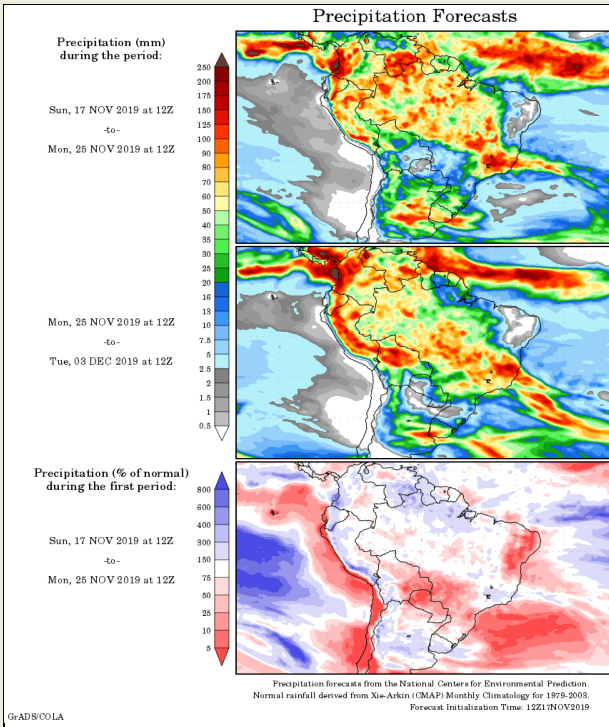 Precipitation Forecasts
Precipitation (mm)
during the period:
Sun, 17 NOV 2019 at 12Z
-to-
Mon, 25 NOV 2019 at 12Z
250
200
175
150
125
100
90
80
70
60
50
40
35
30
25
20
16
13
10
7.5
5
2.5
2
1.5
1
0.5
Mon, 25 NOV 2019 at 12Z
-to-
Tue, 03 DEC 2019 at 12Z
Precipitation (% of normal)
during the first period:
Sun, 17 NOV 2019 at 12Z
-to-
Mon, 25 NOV 2019 at 12Z
800
600
400
300
150
75
50
25
10
5
Precipitation forecasts from the National Centers for Environmental Prediction.
Normal rainfall derived from Xie-Arkin (CMAP) Monthly Climatology for 1979-2003.
Forecast Initialization Time: 12Z17NOV2019
GrADS/COLA